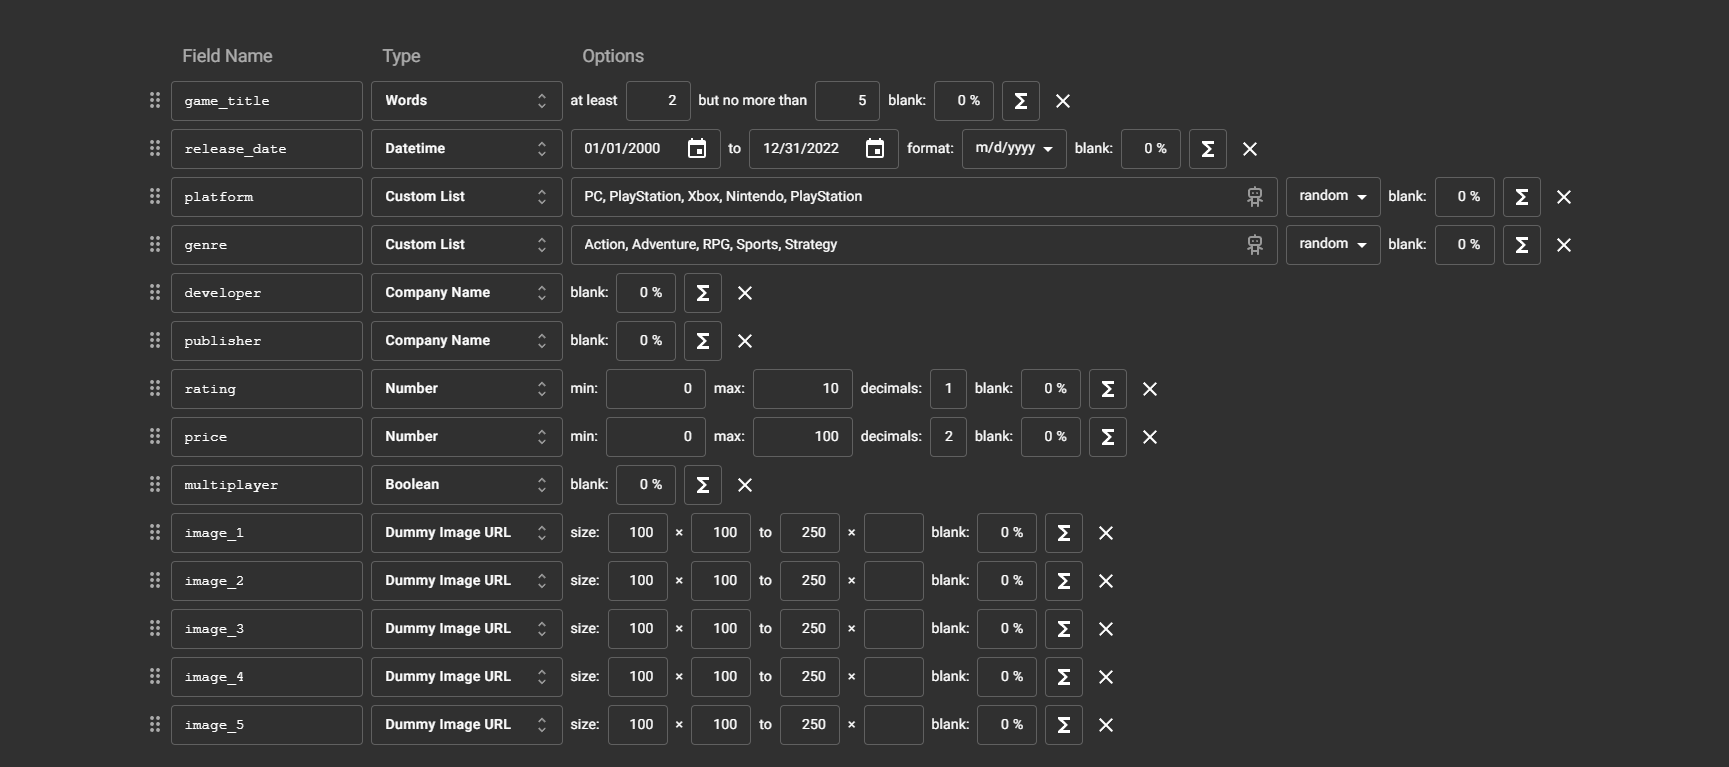 Field Name Type Options
game_title Words at least 2 but no more than 5 blank: 0 % Σ
release_date Datetime 01/01/2000 to 12/31/2022 format: m/d/yyyy blank: 0 % Σ
platform Custom List PC, PlayStation, Xbox, Nintendo, PlayStation random blank: 0 % Σ
genre Custom List Action, Adventure, RPG, Sports, Strategy random blank: 0 % Σ
developer Company Name blank: 0 % Σ
publisher Company Name blank: 0 % Σ
rating Number min: 0 max: 10 decimals: 1 blank: 0 % Σ
price Number min: 0 max: 100 decimals: 2 blank: 0 % Σ
multiplayer Boolean blank: 0 % Σ
image_1 Dummy Image URL size: 100 × 100 to 250 × blank: 0 % Σ
image_2 Dummy Image URL size: 100 × 100 to 250 × blank: 0 % Σ
image_3 Dummy Image URL size: 100 × 100 to 250 × blank: 0 % Σ
image_4 Dummy Image URL size: 100 × 100 to 250 × blank: 0 % Σ
image_5 Dummy Image URL size: 100 × 100 to 250 × blank: 0 % Σ